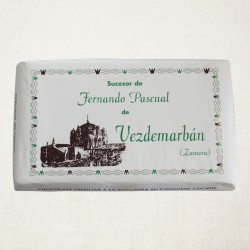 Sucesor de
Fernando Pascual
de
Vezdemarbán
(Zamora)